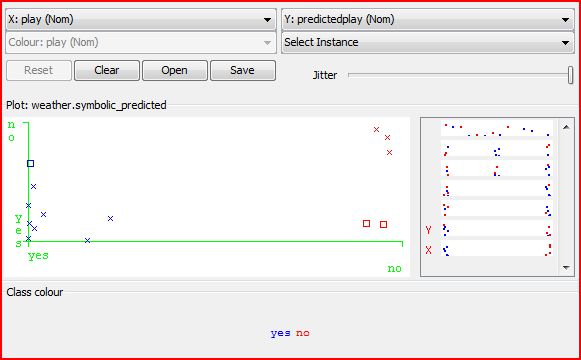 X: play (Nom)
Y: predictedplay (Nom)
Colour: play (Nom)
Select Instance
Reset
Clear
Open
Save
Jitter
Plot: weather.symbolic_predicted
no
yes
yes
no
Y
X
Class colour
yes no